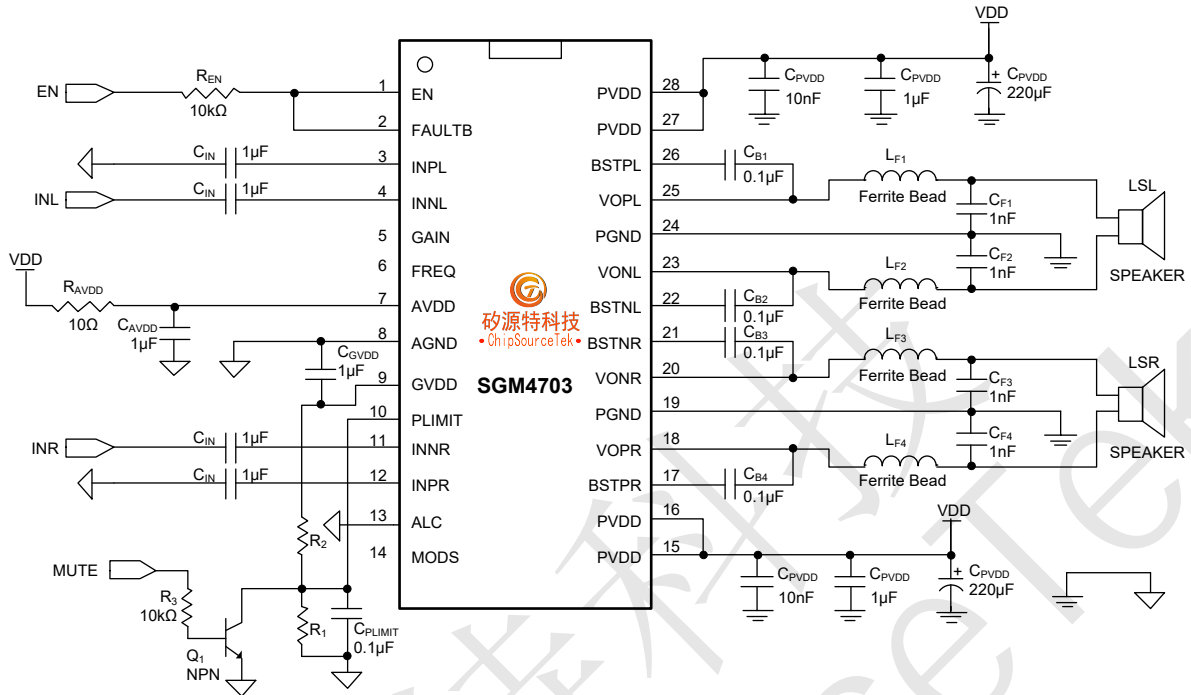 VDD
R_EN
EN
10kΩ
1
EN
2
FAULTB
C_IN
1µF
3
INPL
C_IN
1µF
INL
4
INNL
5
GAIN
6
FREQ
VDD
R_AVDD
10Ω
7
AVDD
C_AVDD
1µF
8
AGND
C_GVDD
1µF
9
GVDD
10
PLIMIT
INR
C_IN
1µF
11
INNR
C_IN
1µF
12
INPR
13
ALC
14
MODS
R_2
MUTE
R_3
10kΩ
Q_1
NPN
R_1
C_PLIMIT
0.1µF
矽源特科技
ChipSourceTek
SGM4703
PVDD
28
PVDD
27
C_PVDD
10nF
C_PVDD
1µF
+
C_PVDD
220µF
BSTPL
26
C_B1
0.1µF
VOPL
25
L_F1
Ferrite Bead
C_F1
1nF
LSL
SPEAKER
PGND
24
C_F2
1nF
VONL
23
L_F2
Ferrite Bead
BSTNL
22
C_B2
0.1µF
BSTNR
21
C_B3
0.1µF
VONR
20
L_F3
Ferrite Bead
C_F3
1nF
LSR
SPEAKER
PGND
19
C_F4
1nF
VOPR
18
L_F4
Ferrite Bead
BSTPR
17
C_B4
0.1µF
PVDD
16
PVDD
15
VDD
C_PVDD
10nF
C_PVDD
1µF
+
C_PVDD
220µF